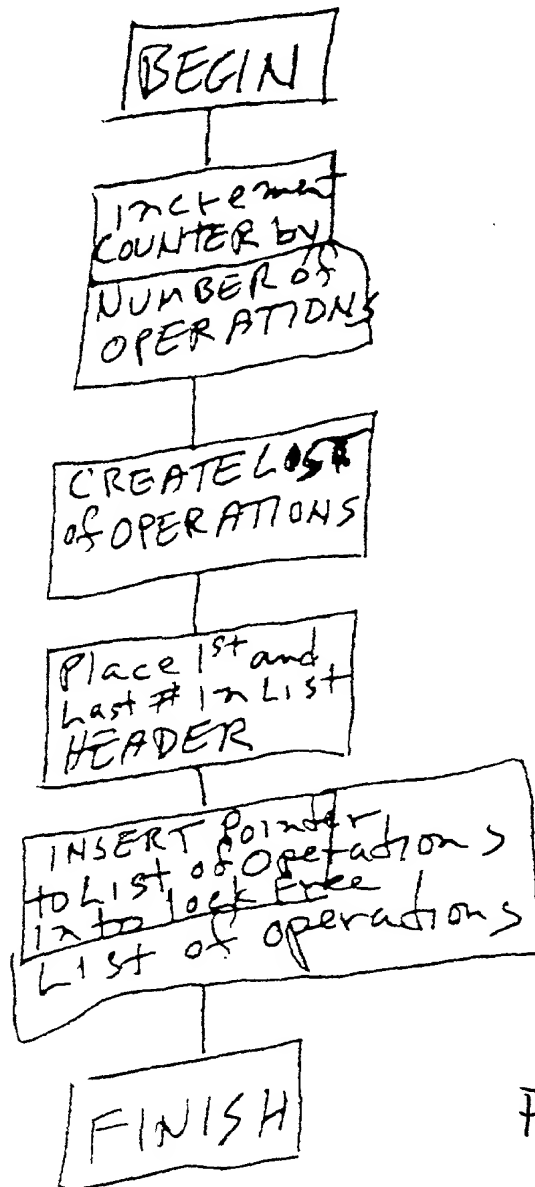 BEGIN
Increment
COUNTER by
NUMBER of
OPERATIONS
CREATE LIST
of OPERATIONS
Place 1st and
Last # In List
HEADER
INSERT Pointer
to List of Operations
into lock Free
List of operations
FINISH
F